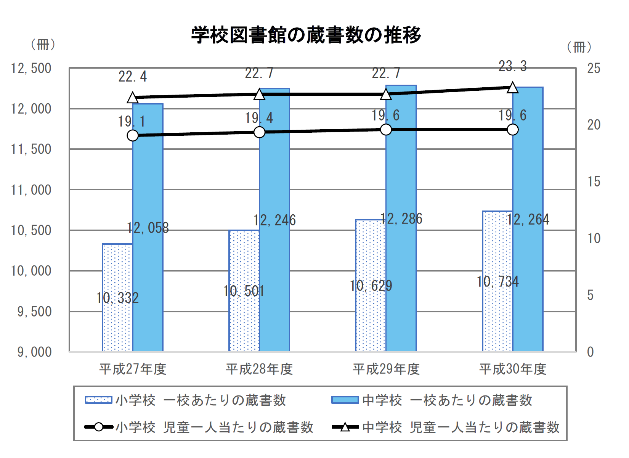 学校図書館の蔵書数の推移
(冊)
(冊)
12,500
12,000
11,500
11,000
10,500
10,000
9,500
9,000
25
20
15
10
5
0
22.4
22.7
22.7
23.3
19.1
19.4
19.6
19.6
12,058
12,246
12,286
12,264
10,332
10,501
10,629
10,734
平成27年度
平成28年度
平成29年度
平成30年度
小学校 一校あたりの蔵書数
中学校 一校あたりの蔵書数
小学校 児童一人当たりの蔵書数
中学校 児童一人当たりの蔵書数